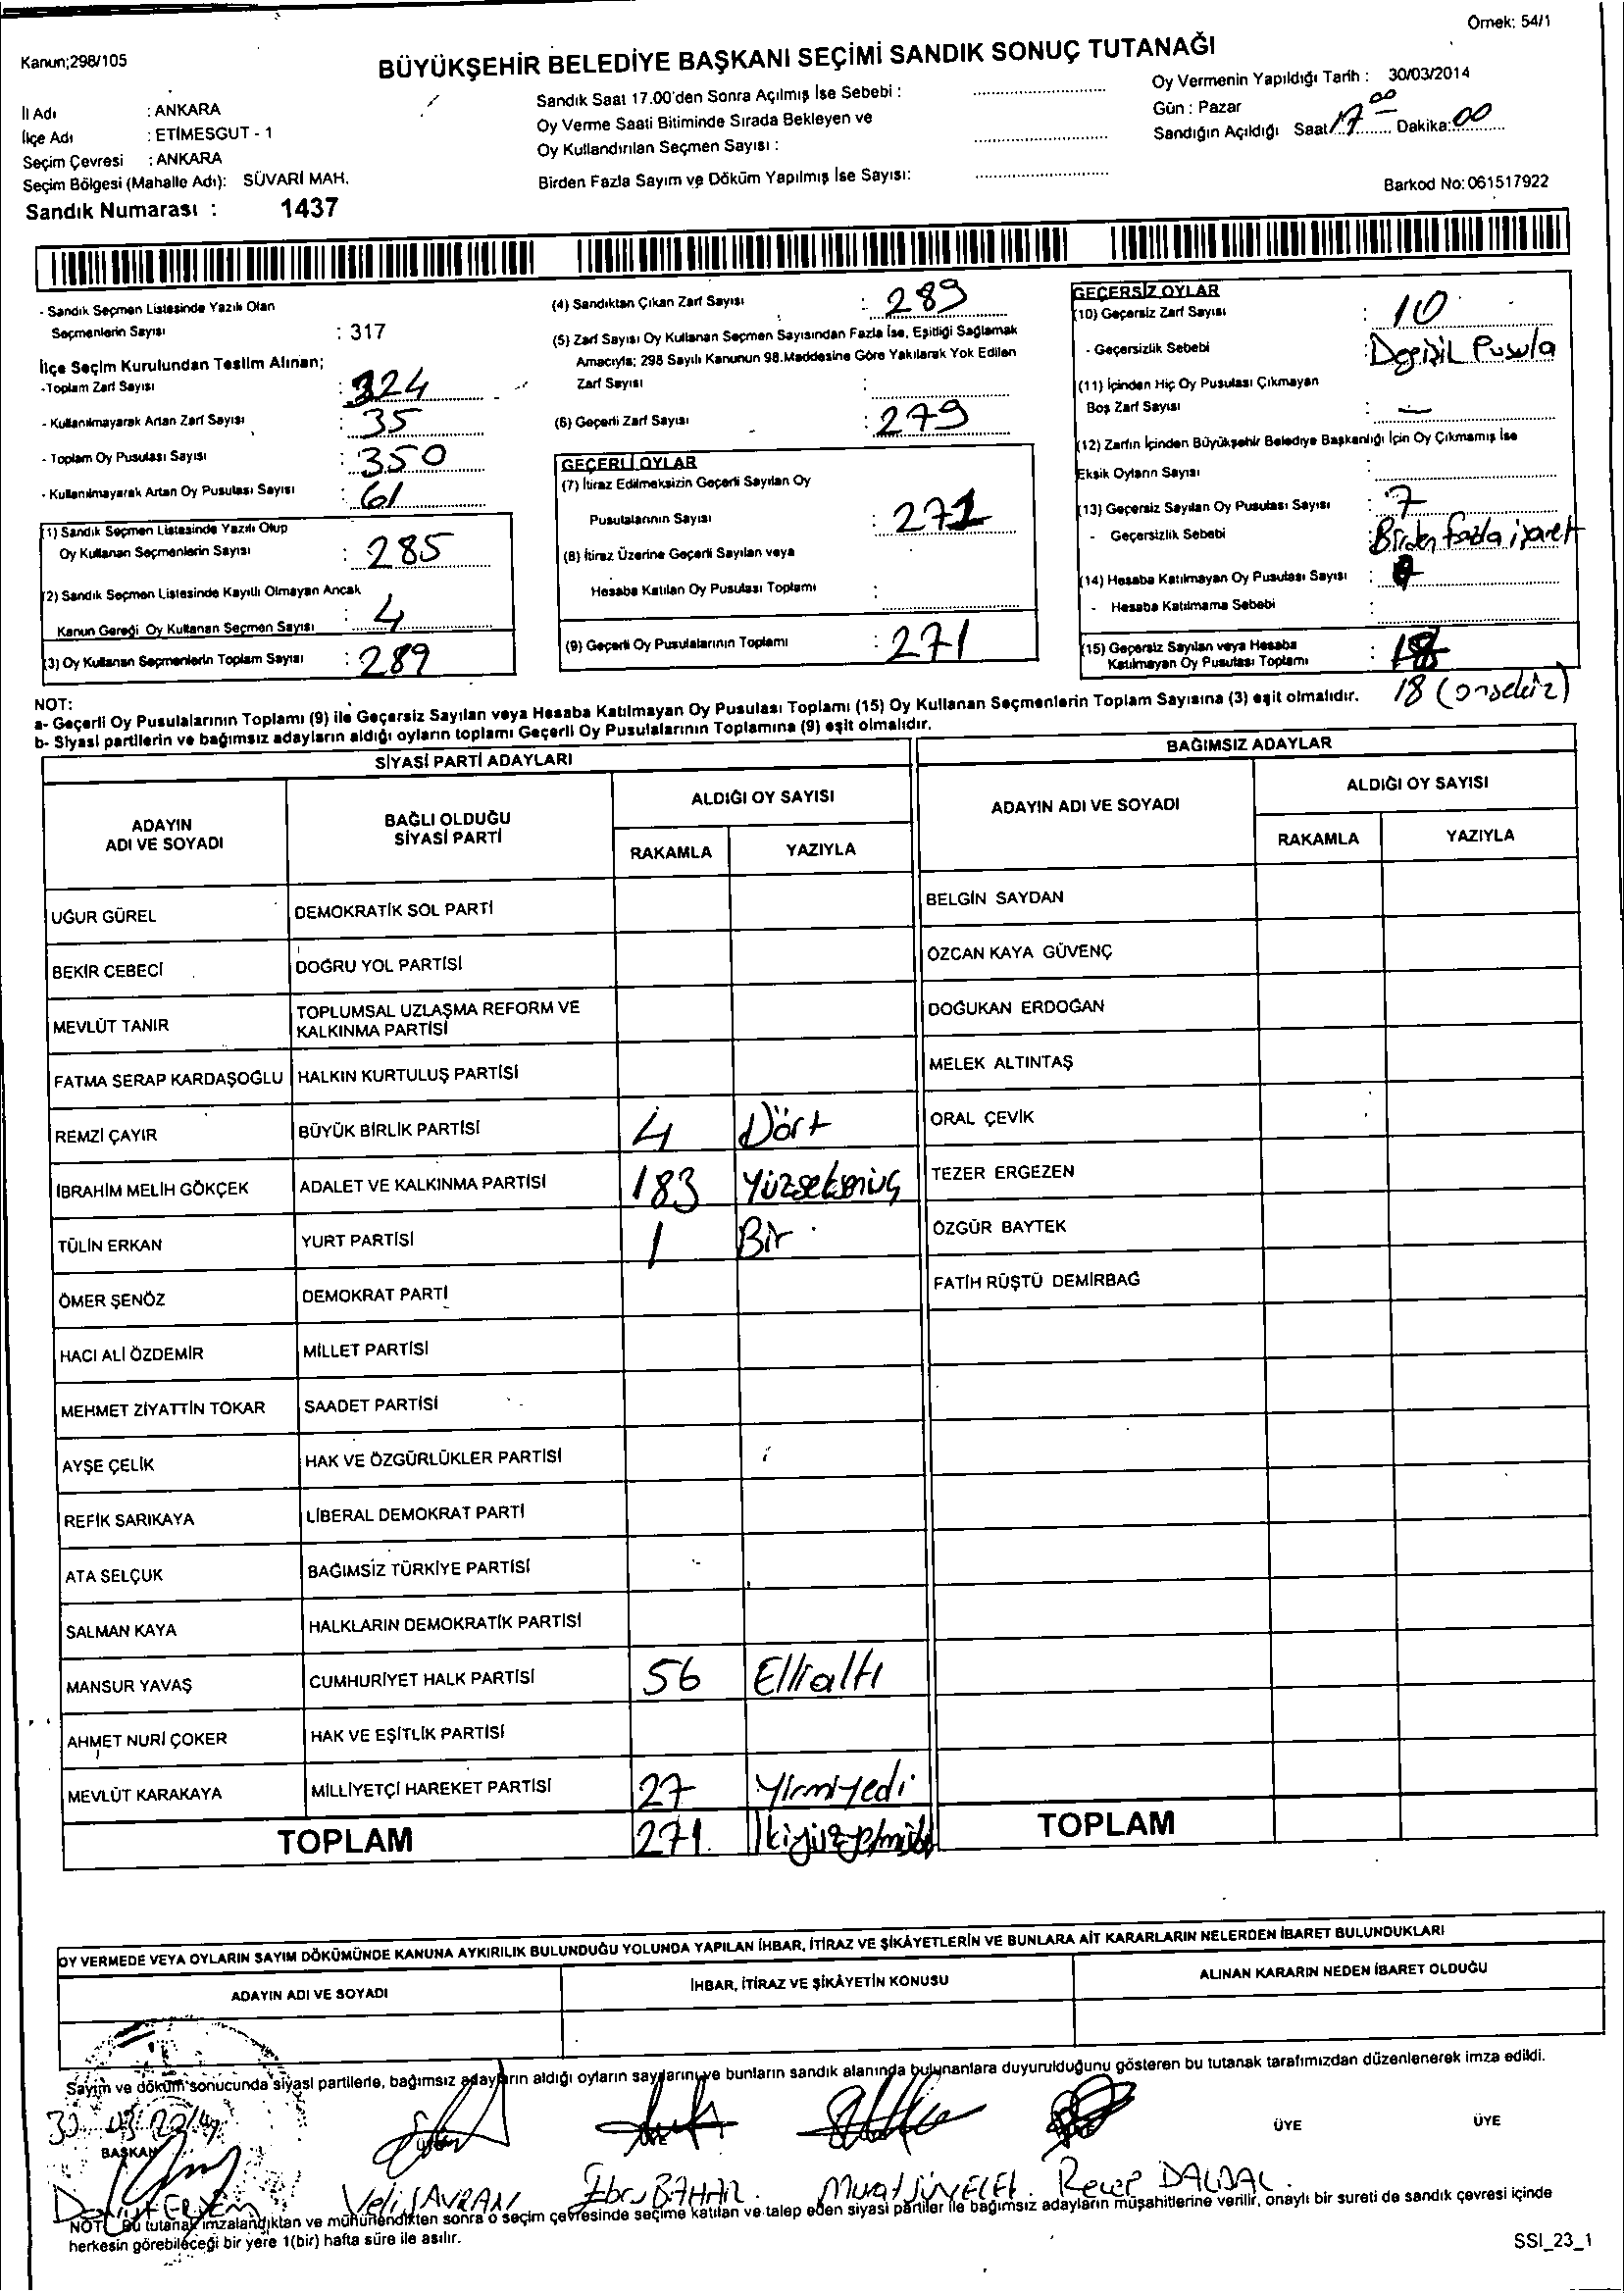 Örnek: 54/1
Kanun;298/105
BÜYÜKŞEHİR BELEDİYE BAŞKANI SEÇİMİ SANDIK SONUÇ TUTANAĞI
İl Adı : ANKARA
İlçe Adı : ETİMESGUT - 1
Seçim Çevresi : ANKARA
Seçim Bölgesi (Mahalle Adı): SÜVARİ MAH.
Sandık Numarası : 1437
Sandık Saat 17.00'den Sonra Açılmış İse Sebebi :
Oy Verme Saati Bitiminde Sırada Bekleyen ve
Oy Kullandırılan Seçmen Sayısı :
Birden Fazla Sayım ve Döküm Yapılmış İse Sayısı:
Oy Vermenin Yapıldığı Tarih : 30/03/2014
Gün : Pazar
Sandığın Açıldığı Saat 17 00 Dakika: 00
Barkod No: 061517922
- Sandık Seçmen Listesinde Yazılı Olan
Seçmenlerin Sayısı : 317
İlçe Seçim Kurulundan Teslim Alınan;
-Toplam Zarf Sayısı : 324
- Kullanılmayarak Artan Zarf Sayısı : 35
- Toplam Oy Pusulası Sayısı : 350
- Kullanılmayarak Artan Oy Pusulası Sayısı : 61
(1) Sandık Seçmen Listesinde Yazılı Olup
Oy Kullanan Seçmenlerin Sayısı : 285
(2) Sandık Seçmen Listesinde Kayıtlı Olmayan Ancak
Kanun Gereği Oy Kullanan Seçmen Sayısı : 4
(3) Oy Kullanan Seçmenlerin Toplam Sayısı : 289
(4) Sandıktan Çıkan Zarf Sayısı : 289
(5) Zarf Sayısı Oy Kullanan Seçmen Sayısından Fazla İse, Eşitliği Sağlamak
Amacıyla; 298 Sayılı Kanunun 98.Maddesine Göre Yakılarak Yok Edilen
Zarf Sayısı :
(6) Geçerli Zarf Sayısı : 279
GEÇERLİ OYLAR
(7) İtiraz Edilmeksizin Geçerli Sayılan Oy
Pusulalarının Sayısı : 271
(8) İtiraz Üzerine Geçerli Sayılan veya
Hesaba Katılan Oy Pusulası Toplamı :
(9) Geçerli Oy Pusulalarının Toplamı : 271
GEÇERSİZ OYLAR
(10) Geçersiz Zarf Sayısı : 10
- Geçersizlik Sebebi : Degişil Pusula
(11) İçinden Hiç Oy Pusulası Çıkmayan
Boş Zarf Sayısı : —
(12) Zarfın İçinden Büyükşehir Belediye Başkanlığı İçin Oy Çıkmamış İse
Eksik Oyların Sayısı :
(13) Geçersiz Sayılan Oy Pusulası Sayısı : 7
- Geçersizlik Sebebi : Birden fazla işaret
(14) Hesaba Katılmayan Oy Pusulası Sayısı :
- Hesaba Katılmama Sebebi :
(15) Geçersiz Sayılan veya Hesaba
Katılmayan Oy Pusulası Toplamı : 18
18 (onsekiz)
NOT:
a- Geçerli Oy Pusulalarının Toplamı (9) ile Geçersiz Sayılan veya Hesaba Katılmayan Oy Pusulası Toplamı (15) Oy Kullanan Seçmenlerin Toplam Sayısına (3) eşit olmalıdır.
b- Siyasi partilerin ve bağımsız adayların aldığı oyların toplamı Geçerli Oy Pusulalarının Toplamına (9) eşit olmalıdır.
SİYASİ PARTİ ADAYLARI
ADAYIN ADI VE SOYADI
BAĞLI OLDUĞU SİYASİ PARTİ
ALDIĞI OY SAYISI
RAKAMLA YAZIYLA
UĞUR GÜREL DEMOKRATİK SOL PARTİ
BEKİR CEBECİ DOĞRU YOL PARTİSİ
MEVLÜT TANIR TOPLUMSAL UZLAŞMA REFORM VE KALKINMA PARTİSİ
FATMA SERAP KARDAŞOĞLU HALKIN KURTULUŞ PARTİSİ
REMZİ ÇAYIR BÜYÜK BİRLİK PARTİSİ 4 Dört
İBRAHİM MELİH GÖKÇEK ADALET VE KALKINMA PARTİSİ 183 Yüzseksenüç
TÜLİN ERKAN YURT PARTİSİ 1 Bir
ÖMER ŞENÖZ DEMOKRAT PARTİ
HACI ALİ ÖZDEMİR MİLLET PARTİSİ
MEHMET ZİYATTİN TOKAR SAADET PARTİSİ
AYŞE ÇELİK HAK VE ÖZGÜRLÜKLER PARTİSİ
REFİK SARIKAYA LİBERAL DEMOKRAT PARTİ
ATA SELÇUK BAĞIMSIZ TÜRKİYE PARTİSİ
SALMAN KAYA HALKLARIN DEMOKRATİK PARTİSİ
MANSUR YAVAŞ CUMHURİYET HALK PARTİSİ 56 Ellialtı
AHMET NURİ ÇOKER HAK VE EŞİTLİK PARTİSİ
MEVLÜT KARAKAYA MİLLİYETÇİ HAREKET PARTİSİ 27 Yirmiyedi
TOPLAM 271 İkiyüzyetmişbir
BAĞIMSIZ ADAYLAR
ADAYIN ADI VE SOYADI
ALDIĞI OY SAYISI
RAKAMLA YAZIYLA
BELGİN SAYDAN
ÖZCAN KAYA GÜVENÇ
DOĞUKAN ERDOĞAN
MELEK ALTINTAŞ
ORAL ÇEVİK
TEZER ERGEZEN
ÖZGÜR BAYTEK
FATİH RÜŞTÜ DEMİRBAĞ
TOPLAM
OY VERMEDE VEYA OYLARIN SAYIM DÖKÜMÜNDE KANUNA AYKIRILIK BULUNDUĞU YOLUNDA YAPILAN İHBAR, İTİRAZ VE ŞİKÂYETLERİN VE BUNLARA AİT KARARLARIN NELERDEN İBARET BULUNDUKLARI
ADAYIN ADI VE SOYADI İHBAR, İTİRAZ VE ŞİKÂYETİN KONUSU ALINAN KARARIN NEDEN İBARET OLDUĞU
Sayım ve döküm sonucunda siyasi partilerle, bağımsız adayların aldığı oyların sayılarını ve bunların sandık alanında bulunanlara duyurulduğunu gösteren bu tutanak tarafımızdan düzenlenerek imza edildi.
30 03 2014
BAŞKAN ÜYE ÜYE ÜYE ÜYE
Veli SAVRAN Ebru BAHAR Recep DALDAL
NOT: Bu tutanak imzalandıktan ve mühürlendikten sonra o seçim çevresinde seçime katılan ve talep eden siyasi partiler ile bağımsız adayların müşahitlerine verilir, onaylı bir sureti de sandık çevresi içinde
herkesin görebileceği bir yere 1(bir) hafta süre ile asılır.
SSI_23_1